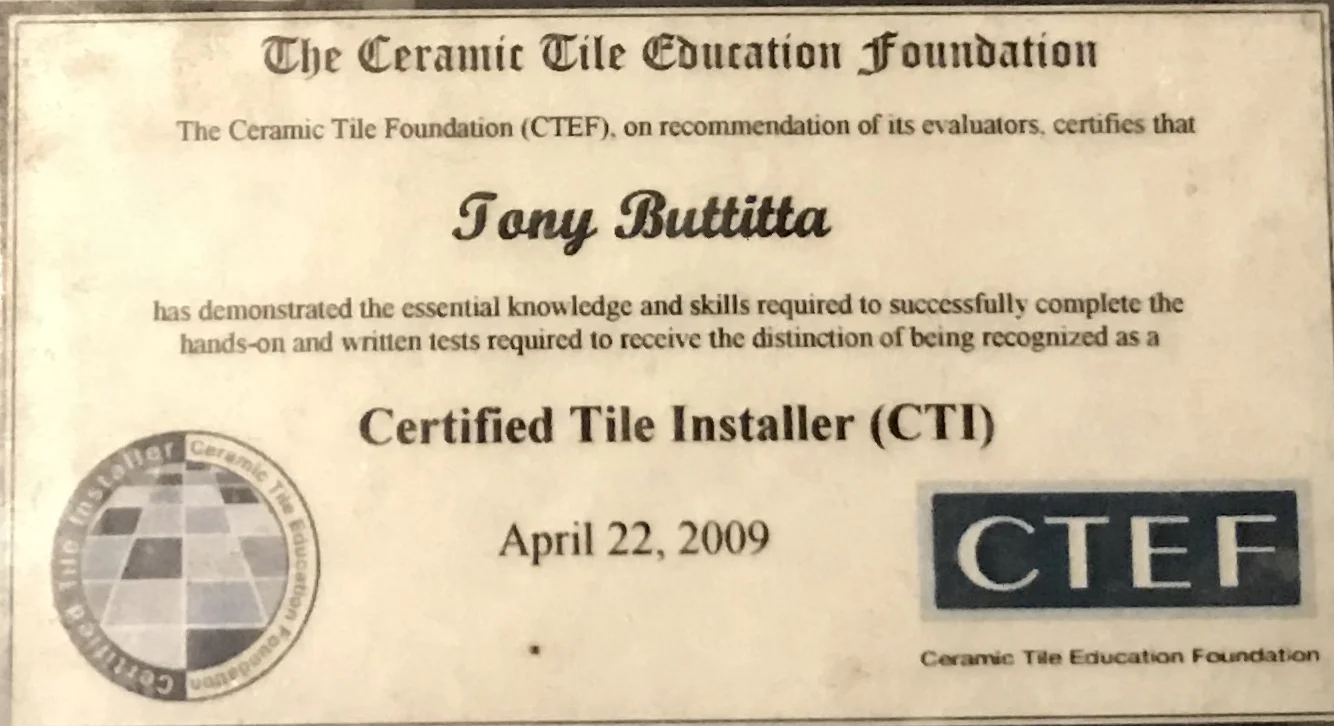 The Ceramic Tile Education Foundation
The Ceramic Tile Foundation (CTEF), on recommendation of its evaluators, certifies that
Tony Buttitta
has demonstrated the essential knowledge and skills required to successfully complete the
hands-on and written tests required to receive the distinction of being recognized as a
Certified Tile Installer (CTI)
Certified Tile Installer
Ceramic Tile Education Foundation
April 22, 2009
CTEF
Ceramic Tile Education Foundation